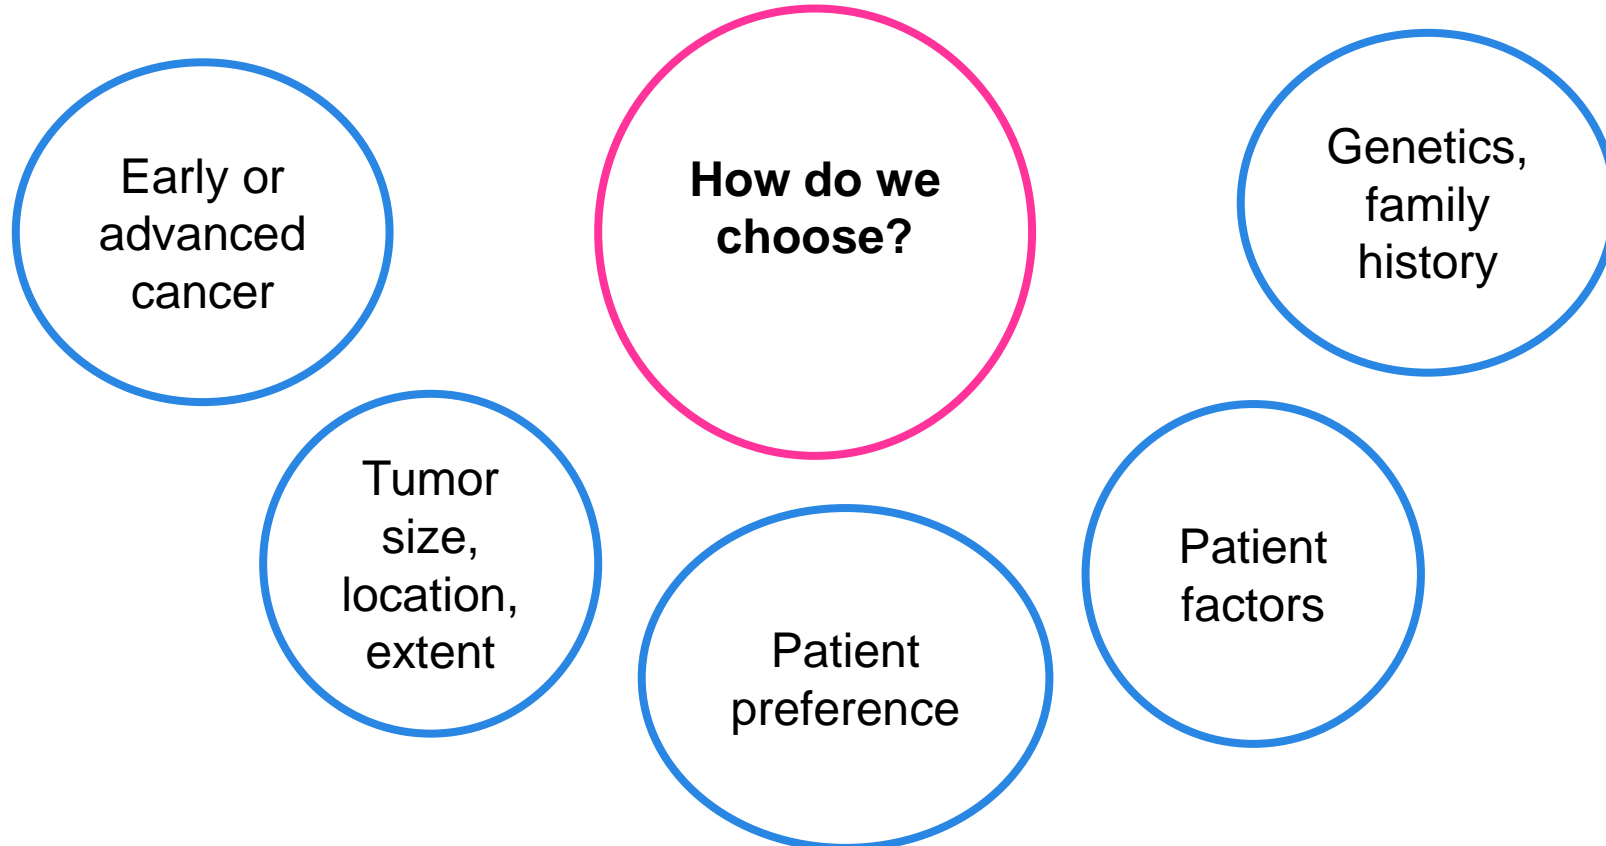 How do we
choose?
Early or
advanced
cancer
Tumor
size,
location,
extent
Patient
preference
Patient
factors
Genetics,
family
history